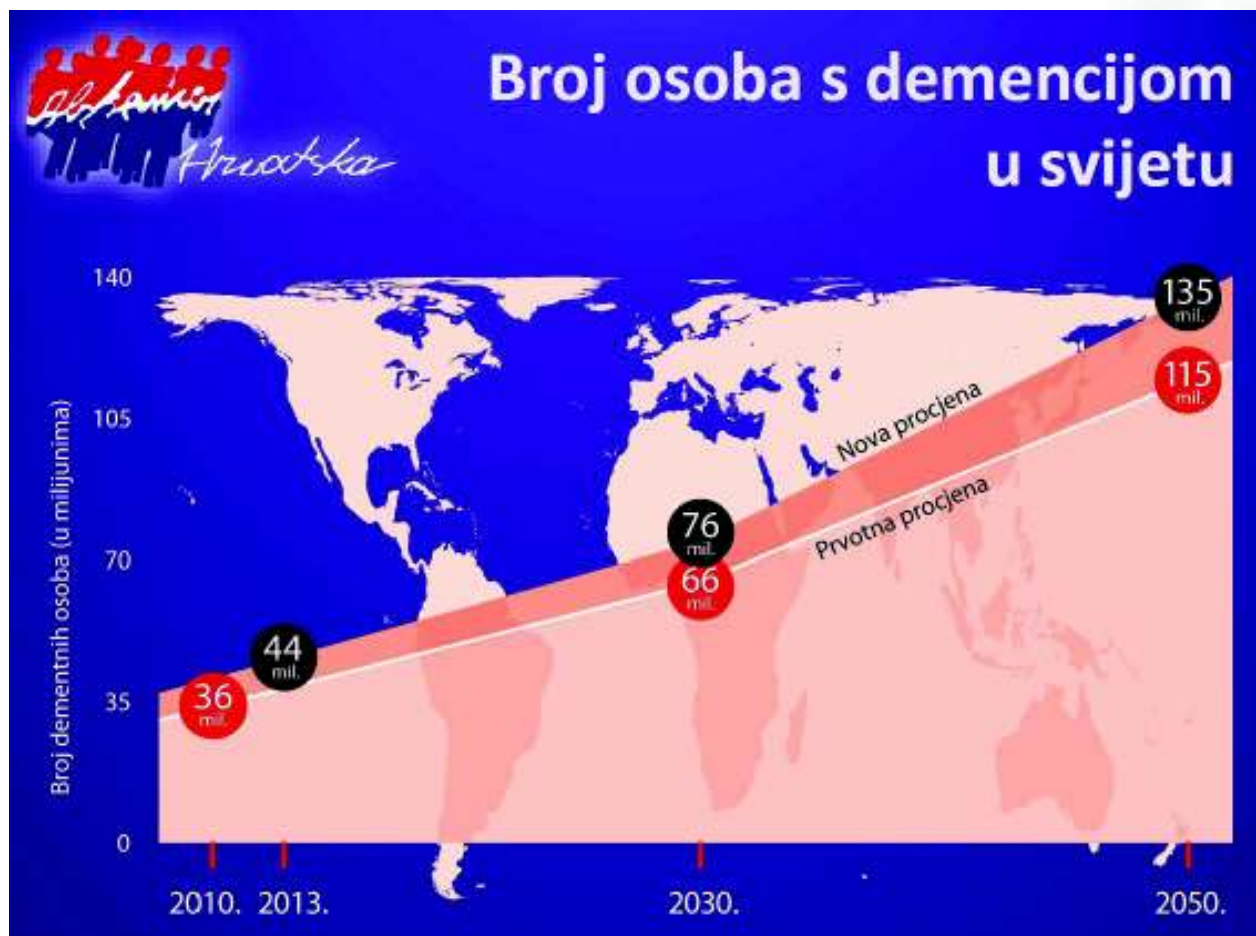 Alzheimer
Hrvatska
Broj osoba s demencijom
u svijetu
Broj dementnih osoba (u milijunima)
140
105
70
35
0
36
mil.
44
mil.
76
mil.
66
mil.
135
mil.
115
mil.
Nova procjena
Prvotna procjena
2010. 2013. 2030. 2050.